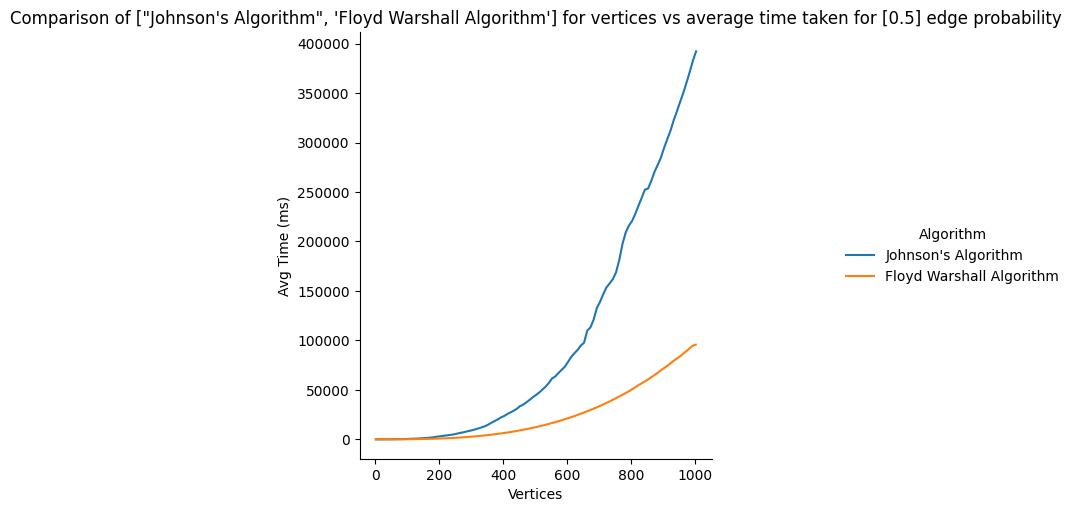 Comparison of ["Johnson's Algorithm", 'Floyd Warshall Algorithm'] for vertices vs average time taken for [0.5] edge probability
400000
350000
300000
250000
200000
150000
100000
50000
0
Avg Time (ms)
0 200 400 600 800 1000
Vertices
Algorithm
Johnson's Algorithm
Floyd Warshall Algorithm